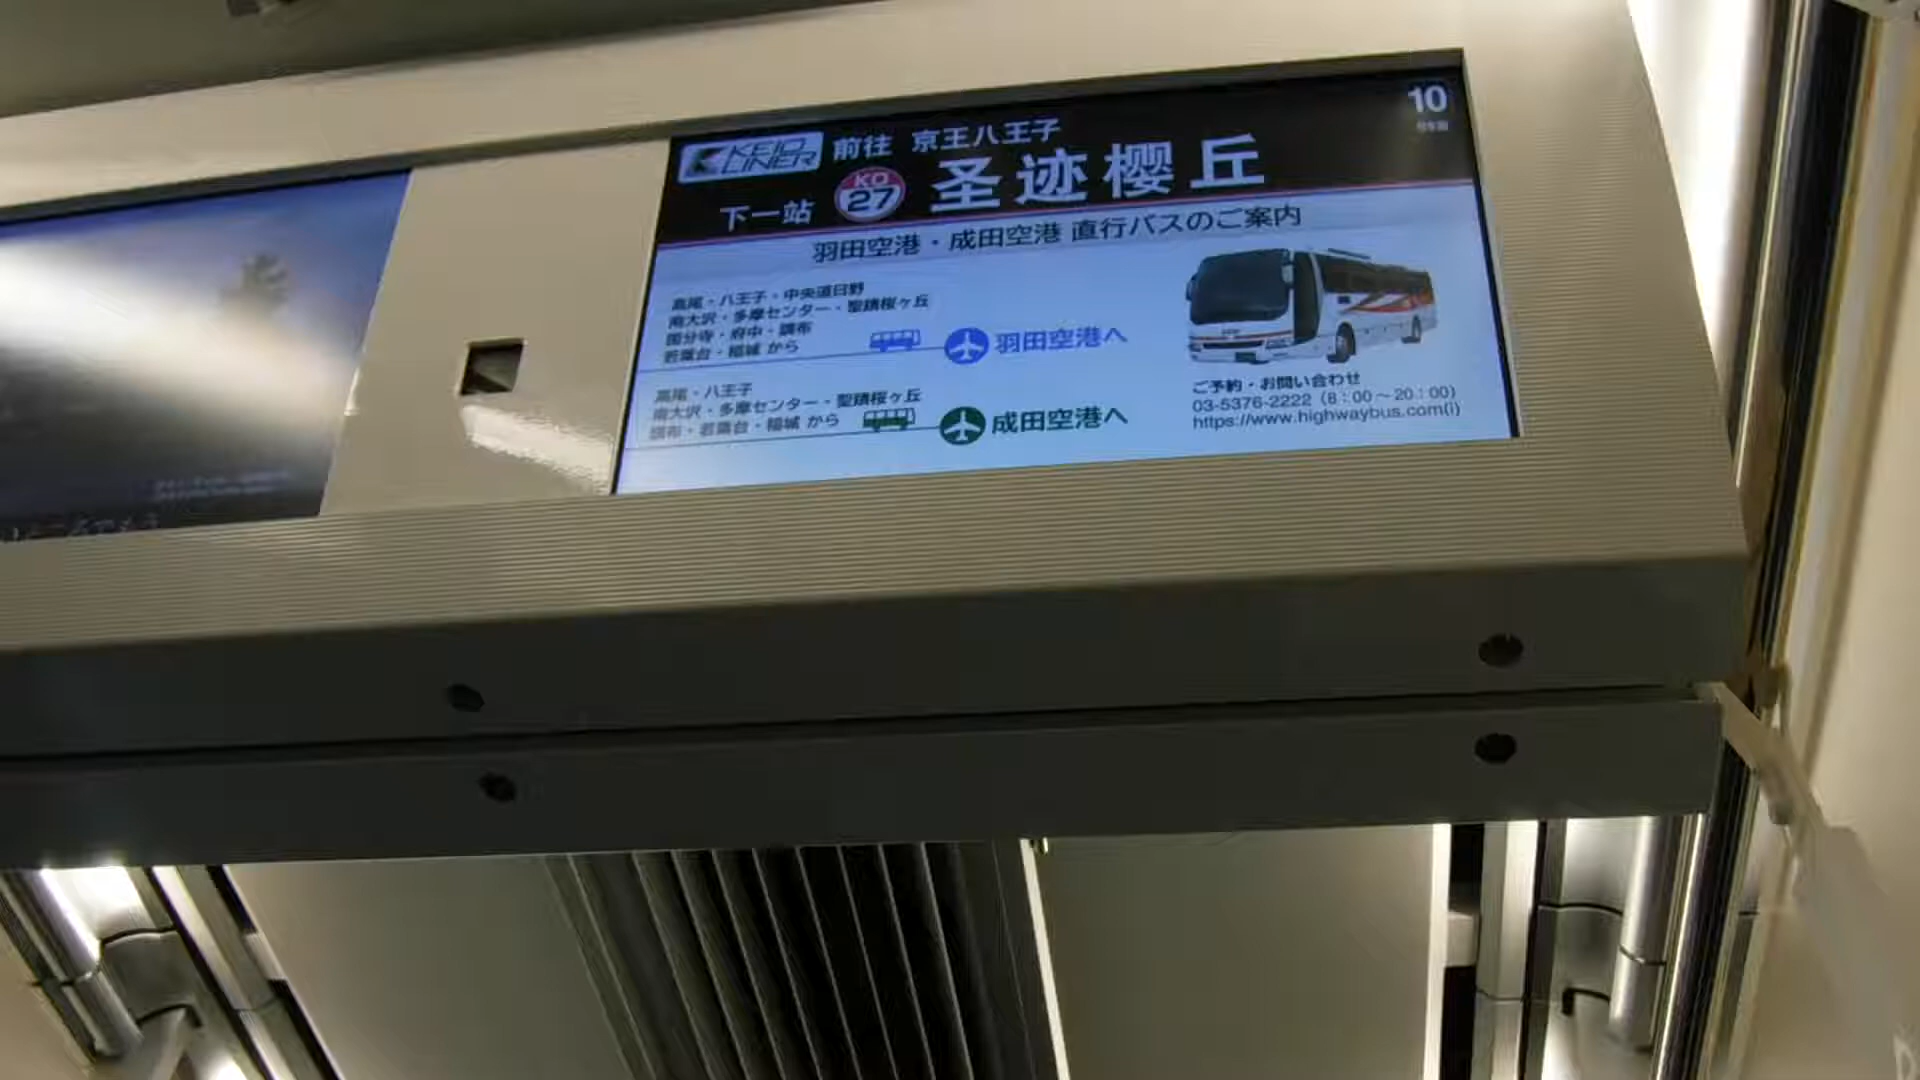 KEIO LINER 前往 京王八王子
下一站 KO 27 圣迹樱丘
10
羽田空港・成田空港 直行バスのご案内
高尾・八王子・中央道日野
南大沢・多摩センター・聖蹟桜ヶ丘
国分寺・府中・調布
若葉台・稲城 から
羽田空港へ
高尾・八王子
南大沢・多摩センター・聖蹟桜ヶ丘
調布・若葉台・稲城 から
成田空港へ
ご予約・お問い合わせ
03-5376-2222（8：00～20：00）
https://www.highwaybus.com(i)